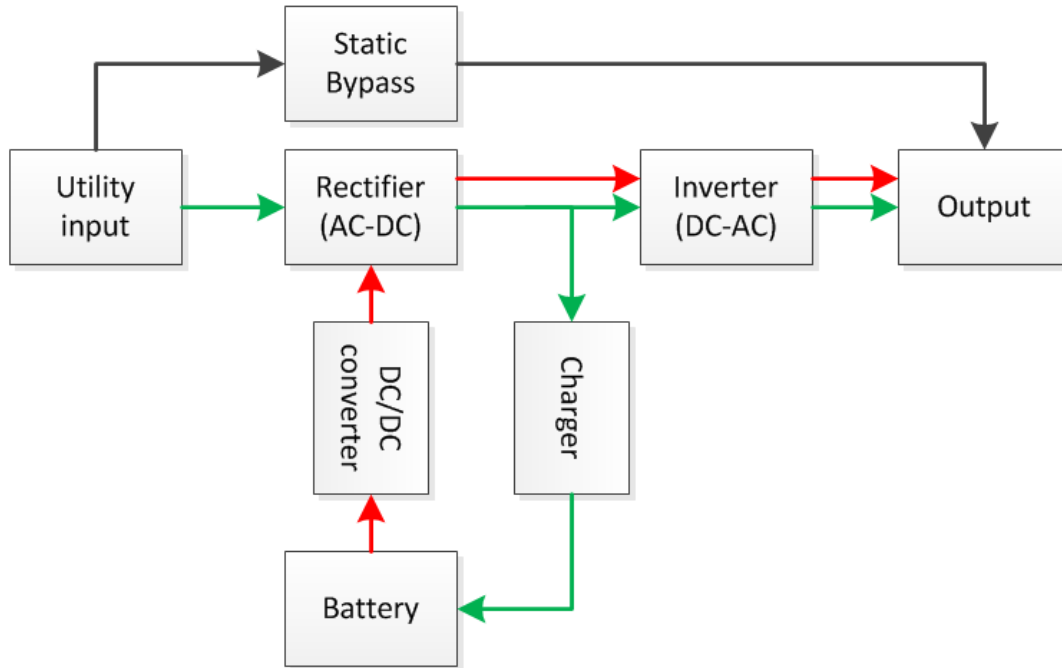 Static
Bypass
Utility
input
Rectifier
(AC-DC)
Inverter
(DC-AC)
Output
DC/DC
converter
Charger
Battery